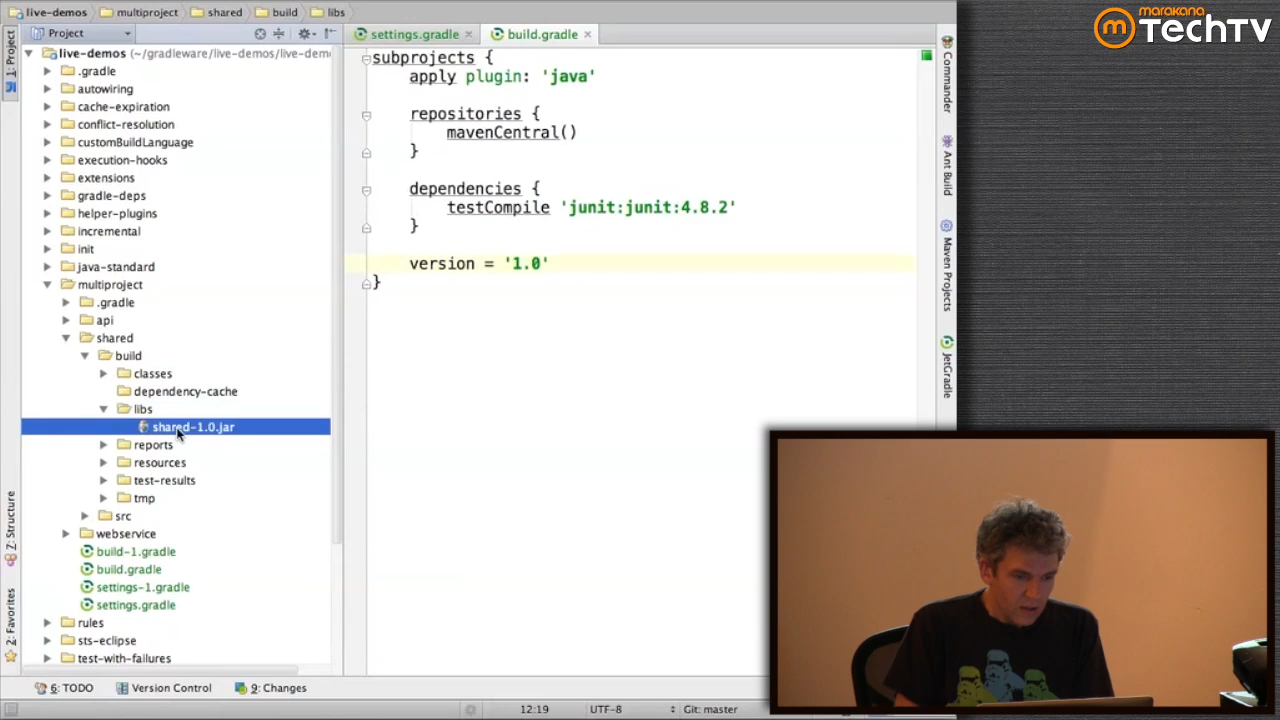 live-demos
multiproject
shared
build
libs
marakana
TechTV
Project
settings.gradle
build.gradle
live-demos (~/gradleware/live-demos/live-demo
.gradle
autowiring
cache-expiration
conflict-resolution
customBuildLanguage
execution-hooks
extensions
gradle-deps
helper-plugins
incremental
init
java-standard
multiproject
.gradle
api
shared
build
classes
dependency-cache
libs
shared-1.0.jar
reports
resources
test-results
tmp
src
webservice
build-1.gradle
build.gradle
settings-1.gradle
settings.gradle
rules
sts-eclipse
test-with-failures
subprojects {
apply plugin: 'java'
repositories {
mavenCentral()
}
dependencies {
testCompile 'junit:junit:4.8.2'
}
version = '1.0'
}
1: Project
Z: Structure
2: Favorites
Commander
Ant Build
Maven Projects
JetGradle
6: TODO
Version Control
9: Changes
12:19
UTF-8
Git: master